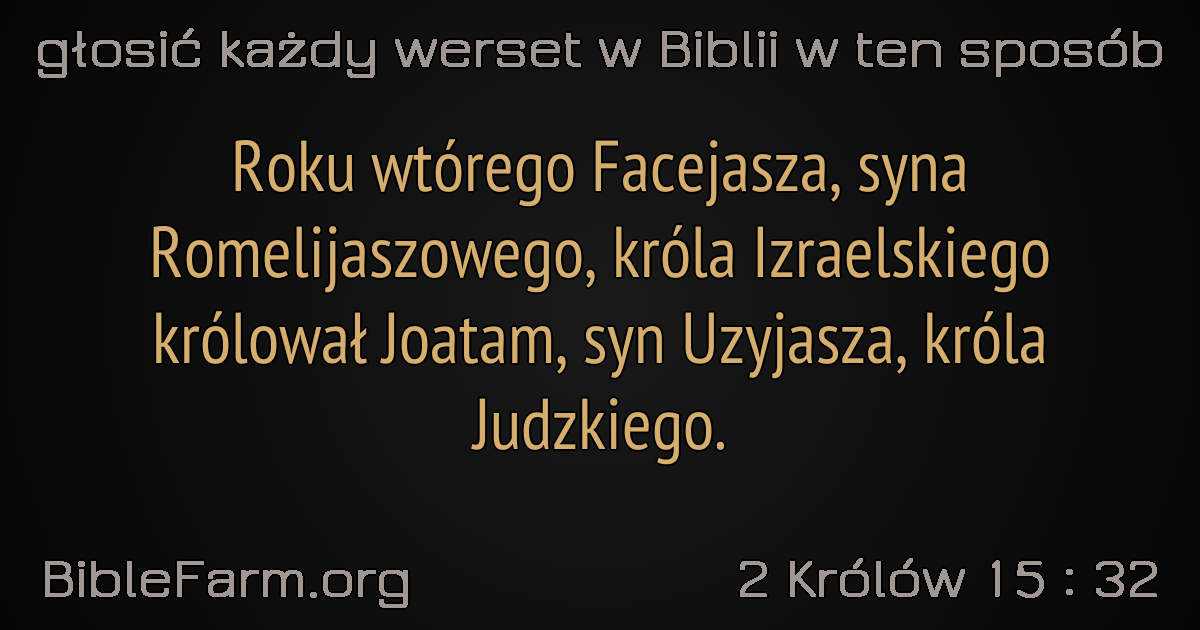 głosić każdy werset w Biblii w ten sposób
Roku wtórego Facejasza, syna
Romelijaszowego, króla Izraelskiego
królował Joatam, syn Uzyjasza, króla
Judzkiego.
BibleFarm.org
2 Królów 15 : 32